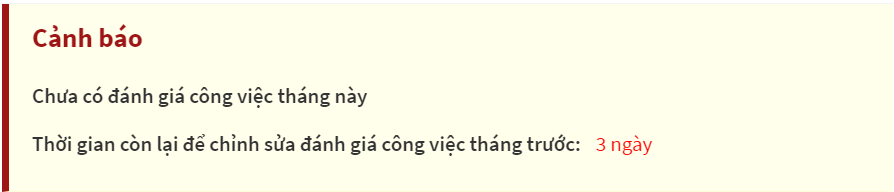 Cảnh báo
Chưa có đánh giá công việc tháng này
Thời gian còn lại để chỉnh sửa đánh giá công việc tháng trước: 3 ngày